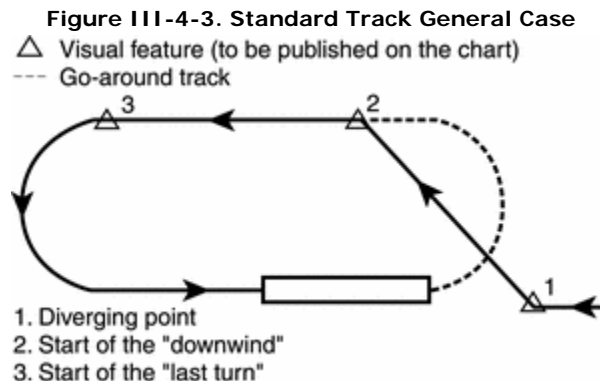 Figure III-4-3. Standard Track General Case
Visual feature (to be published on the chart)
Go-around track
3
2
1
1. Diverging point
2. Start of the "downwind"
3. Start of the "last turn"